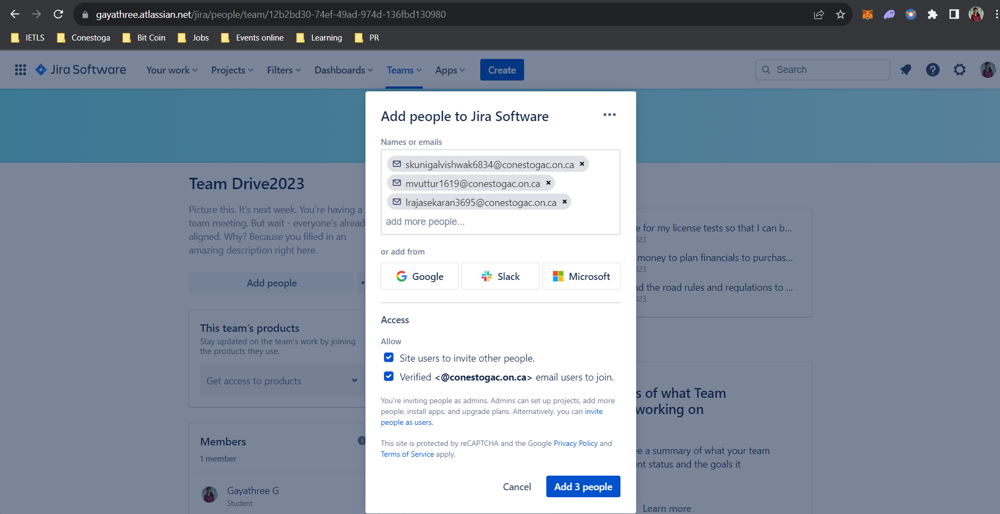 gayathree.atlassian.net/jira/people/team/12b2bd30-74ef-49ad-974d-136fbd130980
IETLS Conestoga Bit Coin Jobs Events online Learning PR
Jira Software Your work Projects Filters Dashboards Teams Apps Create Search
Add people to Jira Software
Names or emails
skunigalvishwak6834@conestogac.on.ca
mvuttur1619@conestogac.on.ca
lrajasekaran3695@conestogac.on.ca
add more people...
or add from
Google Slack Microsoft
Access
Allow
Site users to invite other people.
Verified <@conestogac.on.ca> email users to join.
You're inviting people as admins. Admins can set up projects, add more
people, install apps, and upgrade plans. Alternatively, you can invite
people as users.
This site is protected by reCAPTCHA and the Google Privacy Policy and
Terms of Service apply.
Cancel Add 3 people
Team Drive2023
Picture this. It's next week. You're having a
team meeting. But wait - everyone's alread
aligned. Why? Because you filled in an
amazing description right here.
Add people
This team's products
Stay updated on the team's work by joining
the products they use.
Get access to products
Members
1 member
Gayathree G
Student
e for my license tests so that I can b...
023
money to plan financials to purchas...
023
nd the road rules and regulations to ...
023
s of what Team
working on
ee a summary of what your team
nt status and the goals it
Learn more